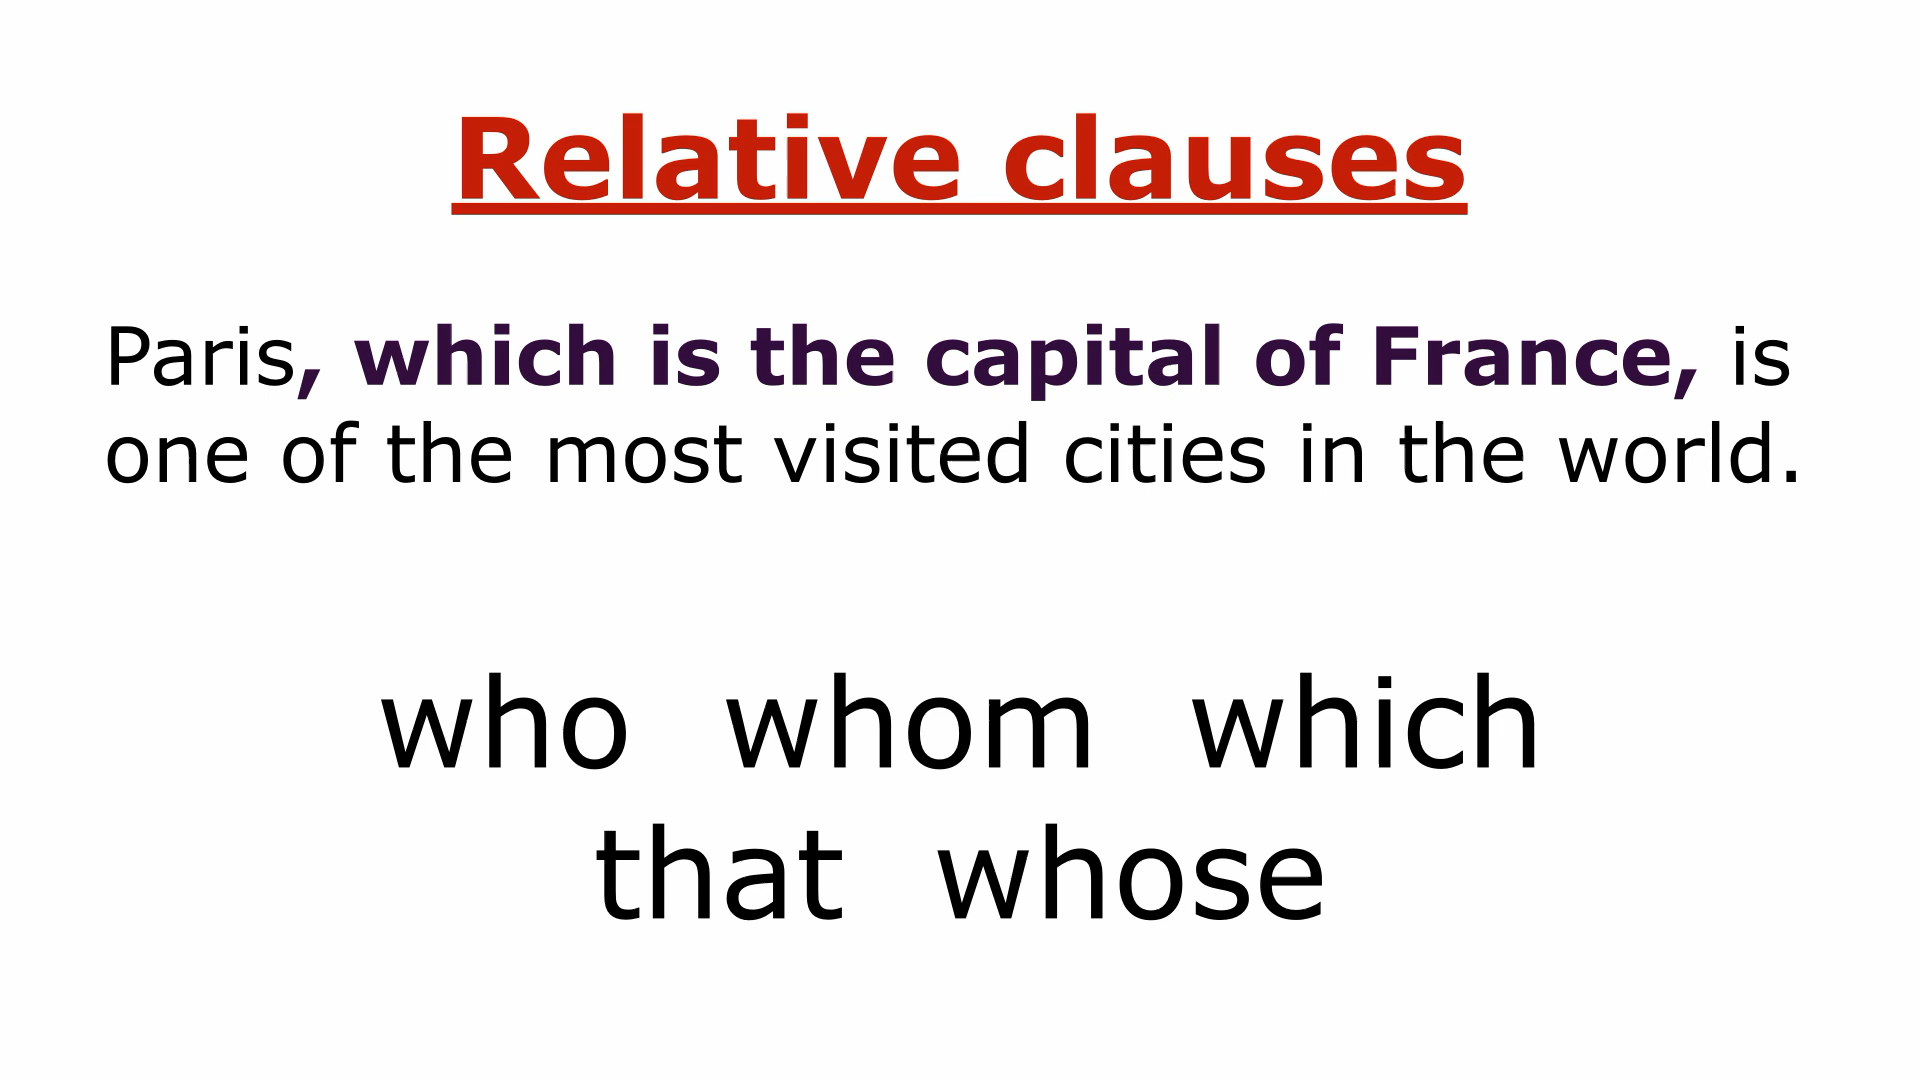 Relative clauses
Paris, which is the capital of France, is
one of the most visited cities in the world.
who whom which
that whose